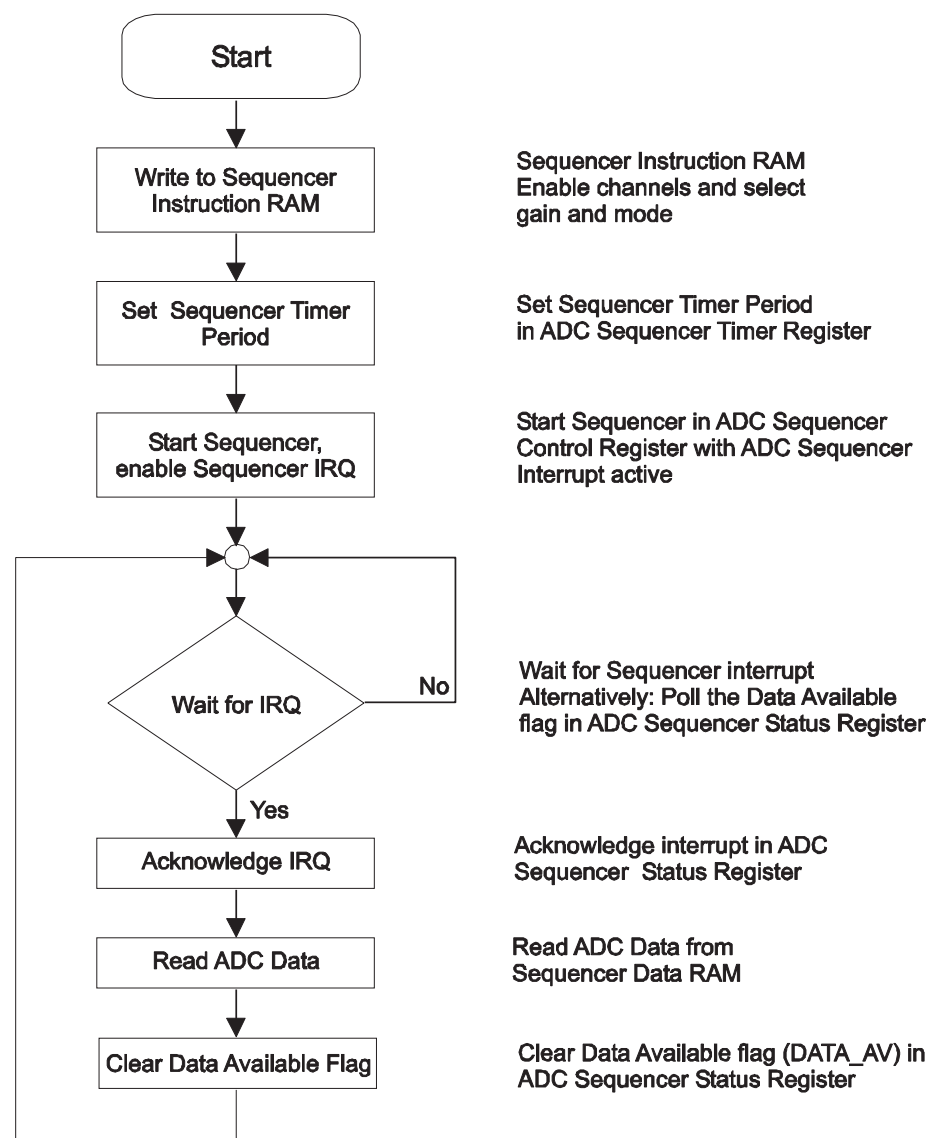 Start
Write to Sequencer
Instruction RAM
Sequencer Instruction RAM
Enable channels and select
gain and mode
Set Sequencer Timer
Period
Set Sequencer Timer Period
in ADC Sequencer Timer Register
Start Sequencer,
enable Sequencer IRQ
Start Sequencer in ADC Sequencer
Control Register with ADC Sequencer
Interrupt active
Wait for IRQ
No
Wait for Sequencer interrupt
Alternatively: Poll the Data Available
flag in ADC Sequencer Status Register
Yes
Acknowledge IRQ
Acknowledge interrupt in ADC
Sequencer Status Register
Read ADC Data
Read ADC Data from
Sequencer Data RAM
Clear Data Available Flag
Clear Data Available flag (DATA_AV) in
ADC Sequencer Status Register